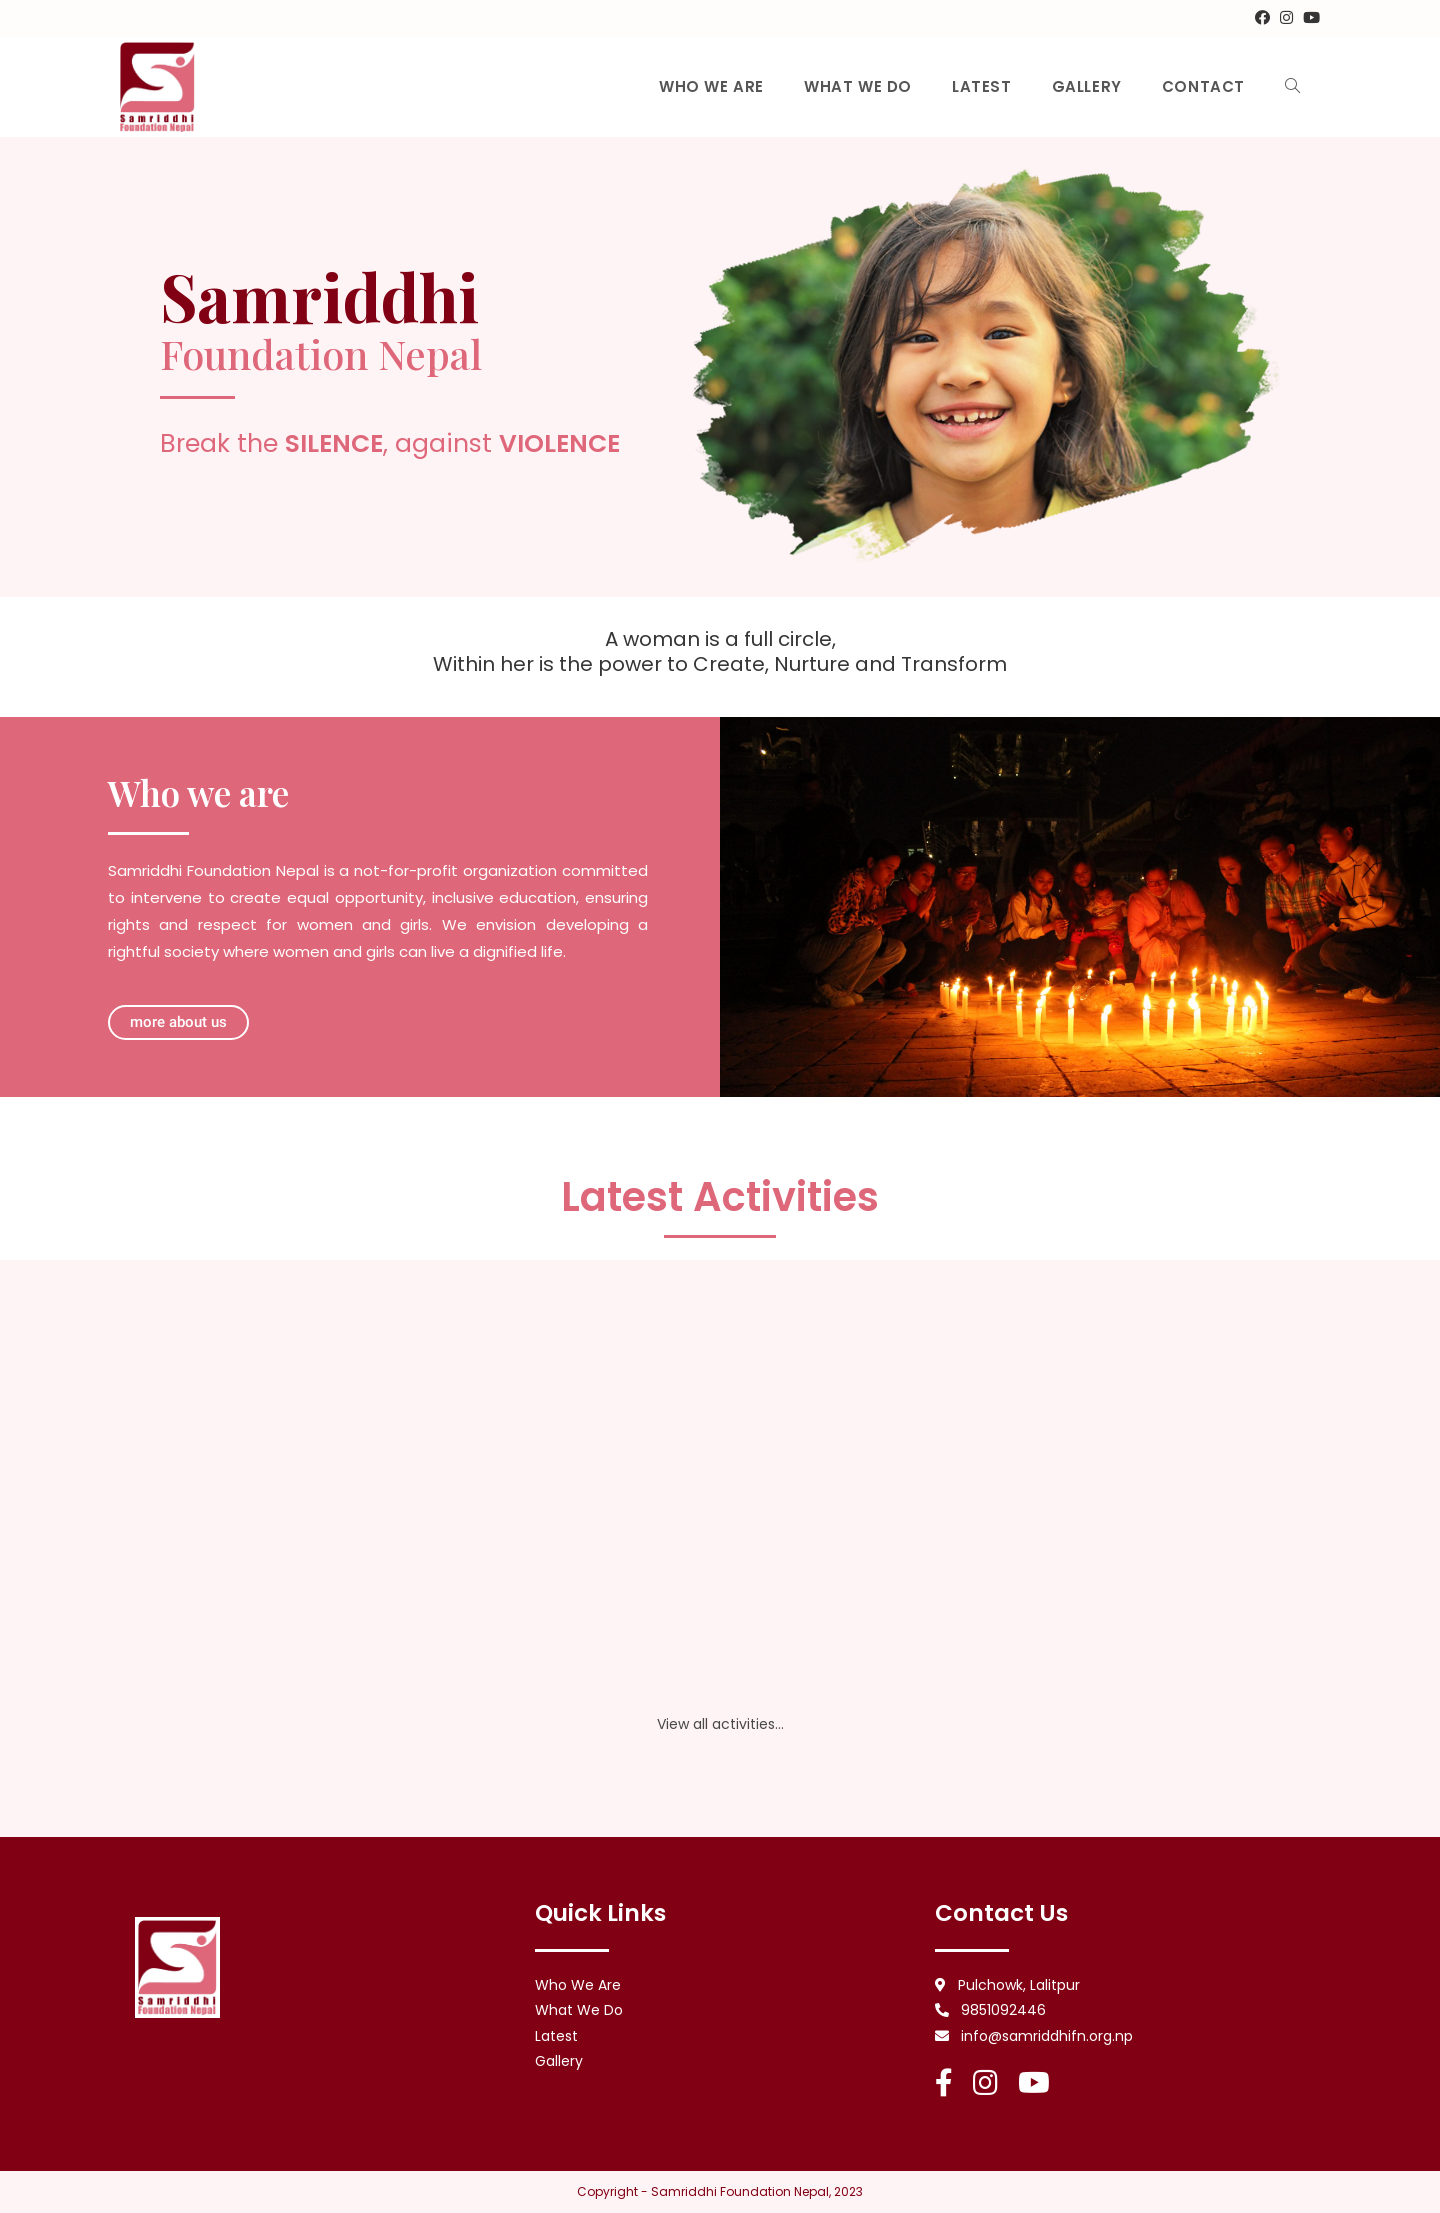 Samriddhi
Foundation Nepal
WHO WE ARE
WHAT WE DO
LATEST
GALLERY
CONTACT
Samriddhi
Foundation Nepal
Break the SILENCE, against VIOLENCE
A woman is a full circle,
Within her is the power to Create, Nurture and Transform
Who we are
Samriddhi Foundation Nepal is a not-for-profit organization committed
to intervene to create equal opportunity, inclusive education, ensuring
rights and respect for women and girls. We envision developing a
rightful society where women and girls can live a dignified life.
more about us
Latest Activities
View all activities...
Samriddhi
Foundation Nepal
Quick Links
Who We Are
What We Do
Latest
Gallery
Contact Us
Pulchowk, Lalitpur
9851092446
info@samriddhifn.org.np
Copyright - Samriddhi Foundation Nepal, 2023